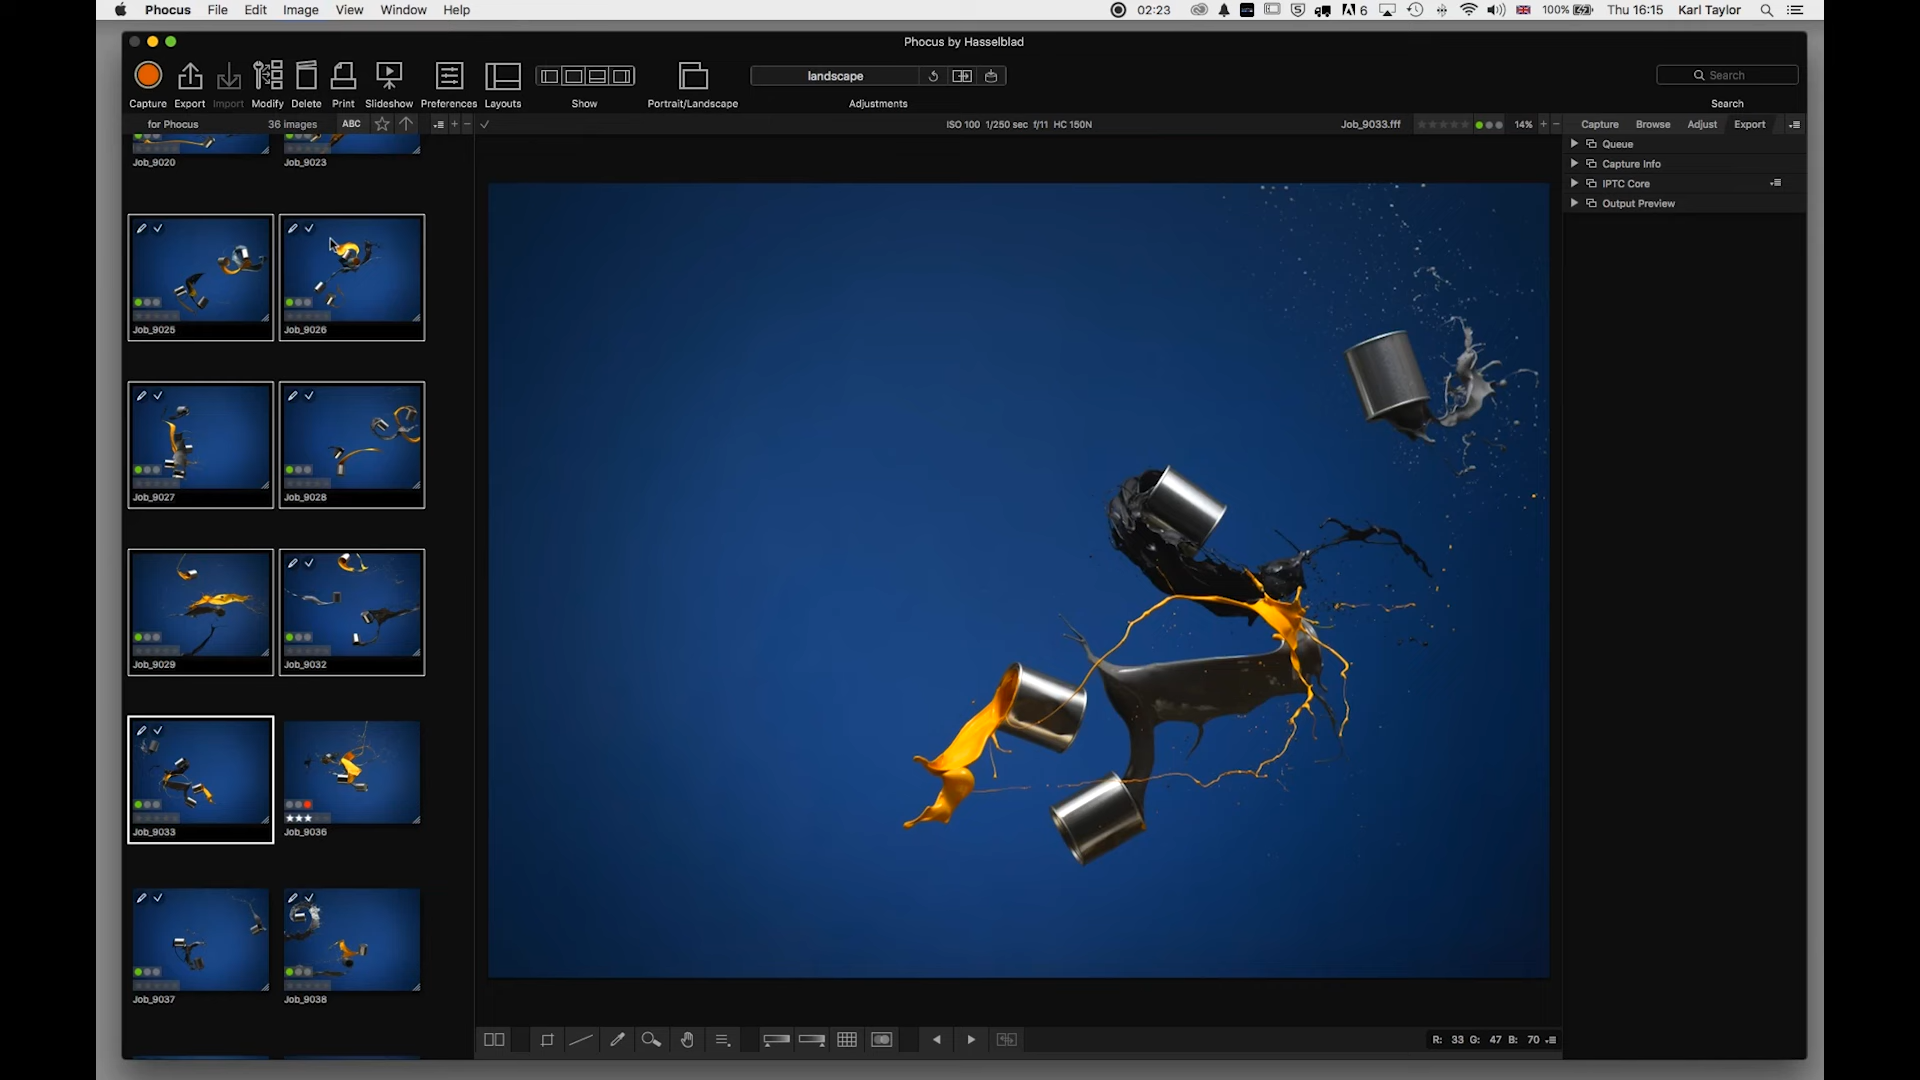 Phocus File Edit Image View Window Help
02:23 6 100% Thu 16:15 Karl Taylor
Phocus by Hasselblad
landscape
Search
Capture Export Import Modify Delete Print Slideshow Preferences Layouts Show Portrait/Landscape Adjustments Search
for Phocus 36 images ABC
ISO 100 1/250 sec f/11 HC 150N
Job_9033.fff
14% + −
Capture Browse Adjust Export
Queue
Capture Info
IPTC Core
Output Preview
Job_9020 Job_9023
Job_9025 Job_9026
Job_9027 Job_9028
Job_9029 Job_9032
Job_9033 Job_9036
Job_9037 Job_9038
R: 33 G: 47 B: 70